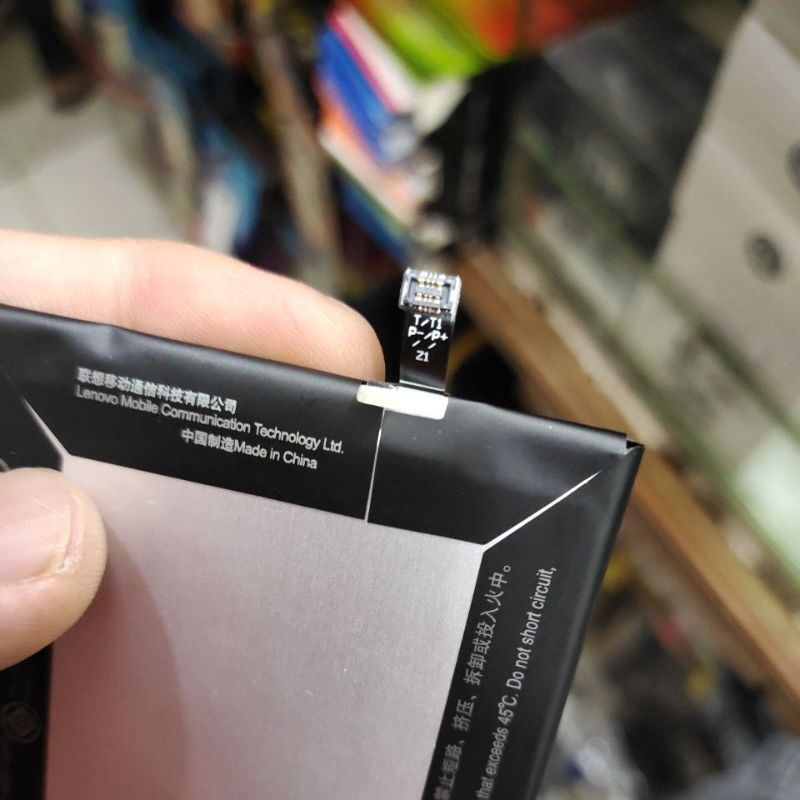 T/T1
P-/P+
/ /
Z1
联想移动通信科技有限公司
Lenovo Mobile Communication Technology Ltd.
中国制造Made in China
禁止短路、挤压、拆卸或投入火中。
that exceeds 45℃. Do not short circuit,